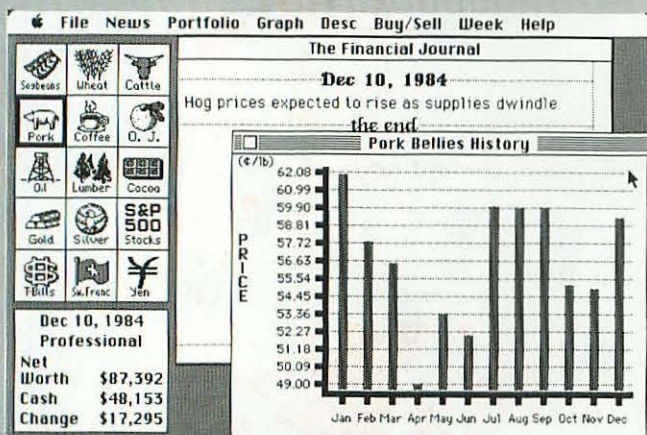 File News Portfolio Graph Desc Buy/Sell Week Help
Soybeans Wheat Cattle
Pork Coffee O. J.
Oil Lumber Cocoa
Gold Silver S&P 500 Stocks
T-Bills Sw.Franc Yen
Dec 10, 1984
Professional
Net
Worth $87,392
Cash $48,153
Change $17,295
The Financial Journal
Dec 10, 1984
Hog prices expected to rise as supplies dwindle.
the end
Pork Bellies History
(¢/lb)
62.08
60.99
59.90
58.81
57.72
56.63
55.54
54.45
53.36
52.27
51.18
50.09
49.00
PRICE
Jan Feb Mar Apr May Jun Jul Aug Sep Oct Nov Dec